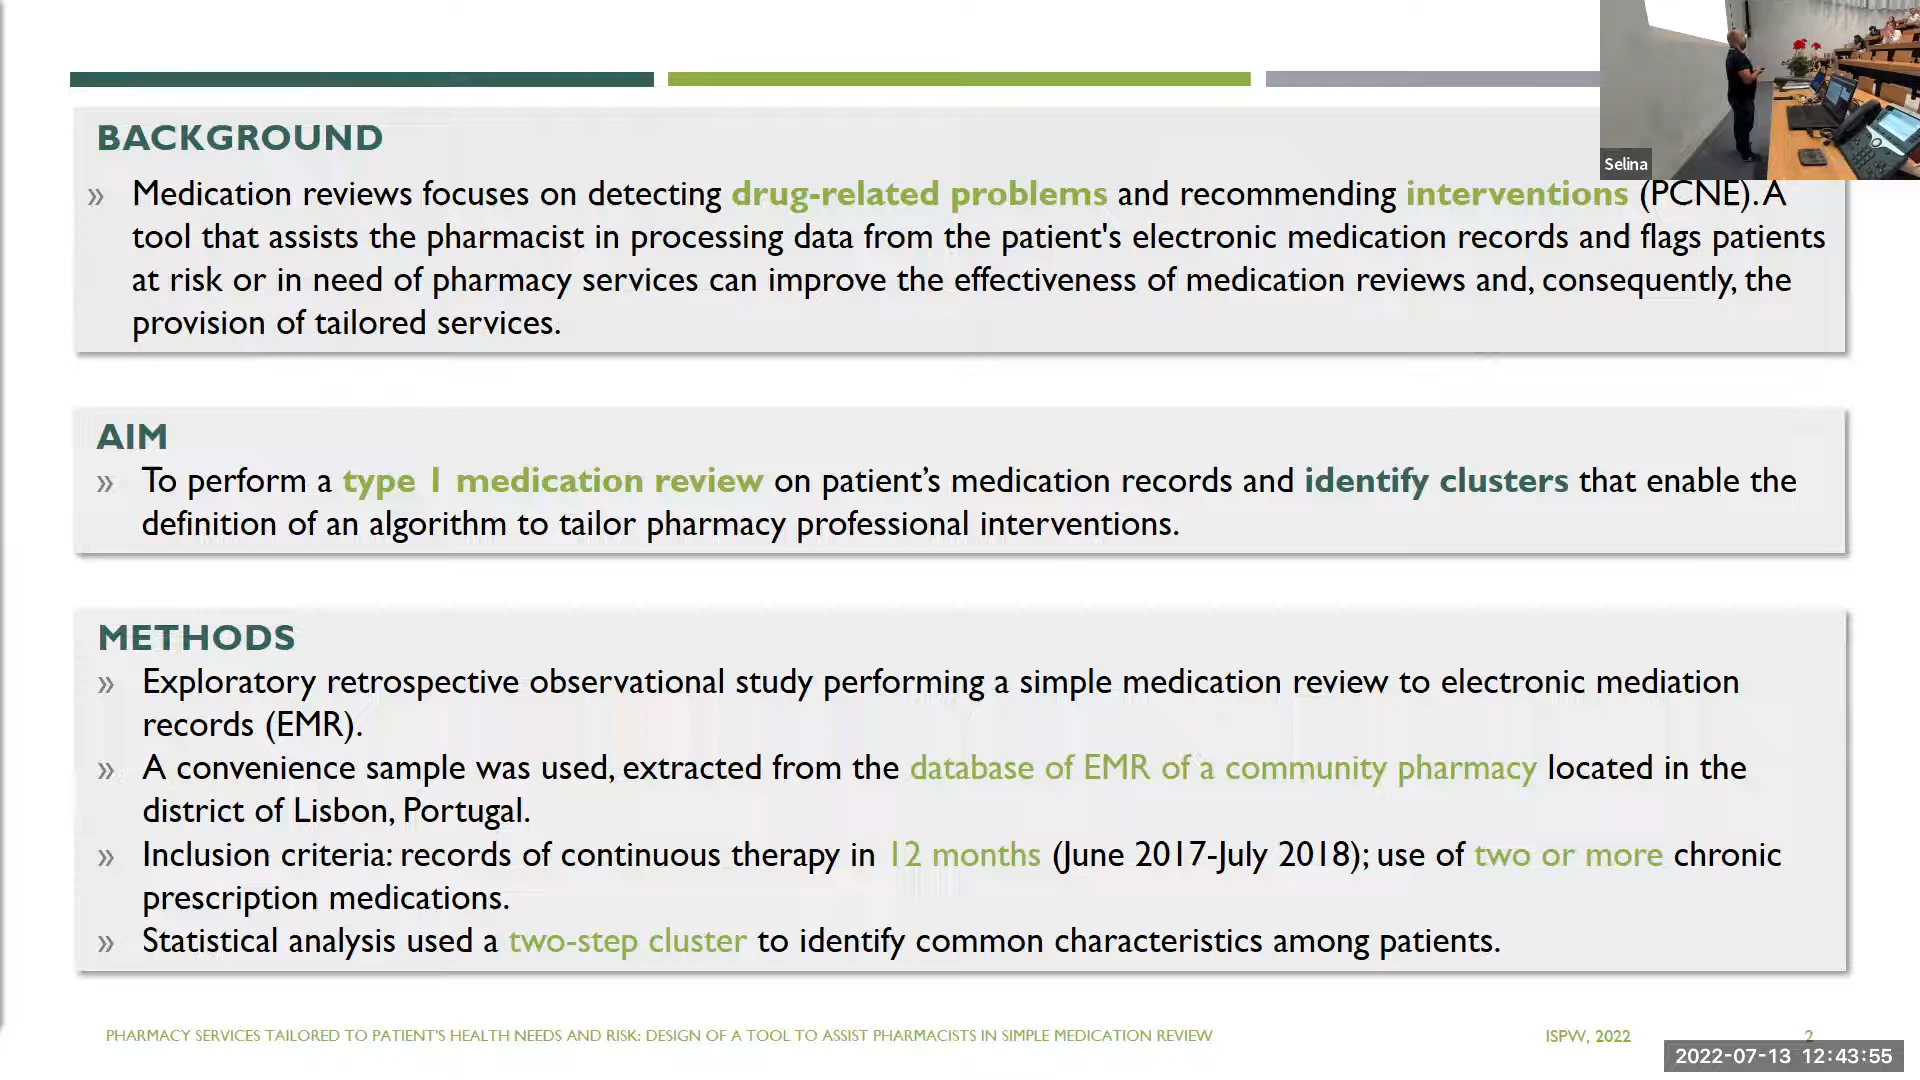 Selina
BACKGROUND
» Medication reviews focuses on detecting drug-related problems and recommending interventions (PCNE). A
tool that assists the pharmacist in processing data from the patient's electronic medication records and flags patients
at risk or in need of pharmacy services can improve the effectiveness of medication reviews and, consequently, the
provision of tailored services.
AIM
» To perform a type 1 medication review on patient’s medication records and identify clusters that enable the
definition of an algorithm to tailor pharmacy professional interventions.
METHODS
» Exploratory retrospective observational study performing a simple medication review to electronic mediation
records (EMR).
» A convenience sample was used, extracted from the database of EMR of a community pharmacy located in the
district of Lisbon, Portugal.
» Inclusion criteria: records of continuous therapy in 12 months (June 2017-July 2018); use of two or more chronic
prescription medications.
» Statistical analysis used a two-step cluster to identify common characteristics among patients.
PHARMACY SERVICES TAILORED TO PATIENT'S HEALTH NEEDS AND RISK: DESIGN OF A TOOL TO ASSIST PHARMACISTS IN SIMPLE MEDICATION REVIEW
ISPW, 2022
2
2022-07-13 12:43:55